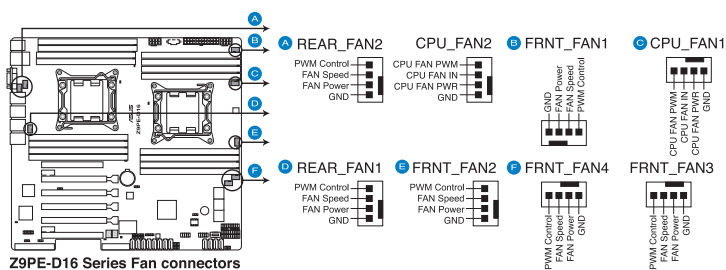 A
B
C
D
E
F
ASUS
Z9PE-D16
Z9PE-D16 Series Fan connectors
A REAR_FAN2
PWM Control
FAN Speed
FAN Power
GND
CPU_FAN2
CPU FAN PWM
CPU FAN IN
CPU FAN PWR
GND
B FRNT_FAN1
GND
FAN Power
FAN Speed
PWM Control
C CPU_FAN1
CPU FAN PWM
CPU FAN IN
CPU FAN PWR
GND
D REAR_FAN1
PWM Control
FAN Speed
FAN Power
GND
E FRNT_FAN2
PWM Control
FAN Speed
FAN Power
GND
F FRNT_FAN4
PWM Control
FAN Speed
FAN Power
GND
FRNT_FAN3
PWM Control
FAN Speed
FAN Power
GND